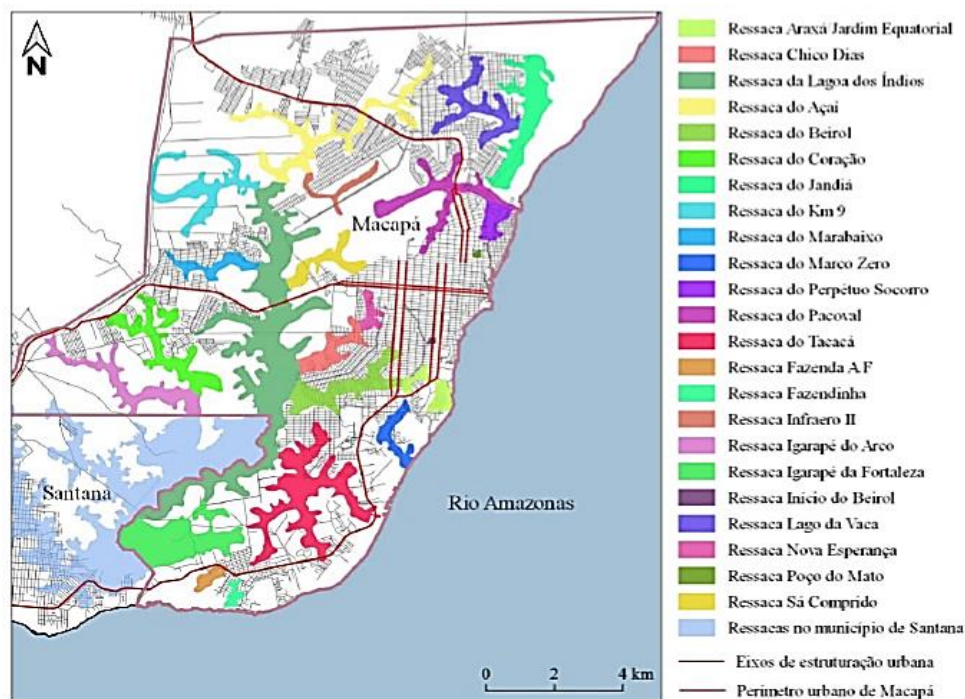 N
Macapá
Santana
Rio Amazonas
0 2 4 km
Ressaca Araxá/Jardim Equatorial
Ressaca Chico Dias
Ressaca da Lagoa dos Índios
Ressaca do Açaí
Ressaca do Beirol
Ressaca do Coração
Ressaca do Jandiá
Ressaca do Km 9
Ressaca do Marabaixo
Ressaca do Marco Zero
Ressaca do Perpétuo Socorro
Ressaca do Pacoval
Ressaca do Tacacá
Ressaca Fazenda AF
Ressaca Fazendinha
Ressaca Infraero II
Ressaca Igarapé do Arco
Ressaca Igarapé da Fortaleza
Ressaca Início do Beirol
Ressaca Lago da Vaca
Ressaca Nova Esperança
Ressaca Poço do Mato
Ressaca Sá Comprido
Ressacas no município de Santana
Eixos de estruturação urbana
Perímetro urbano de Macapá